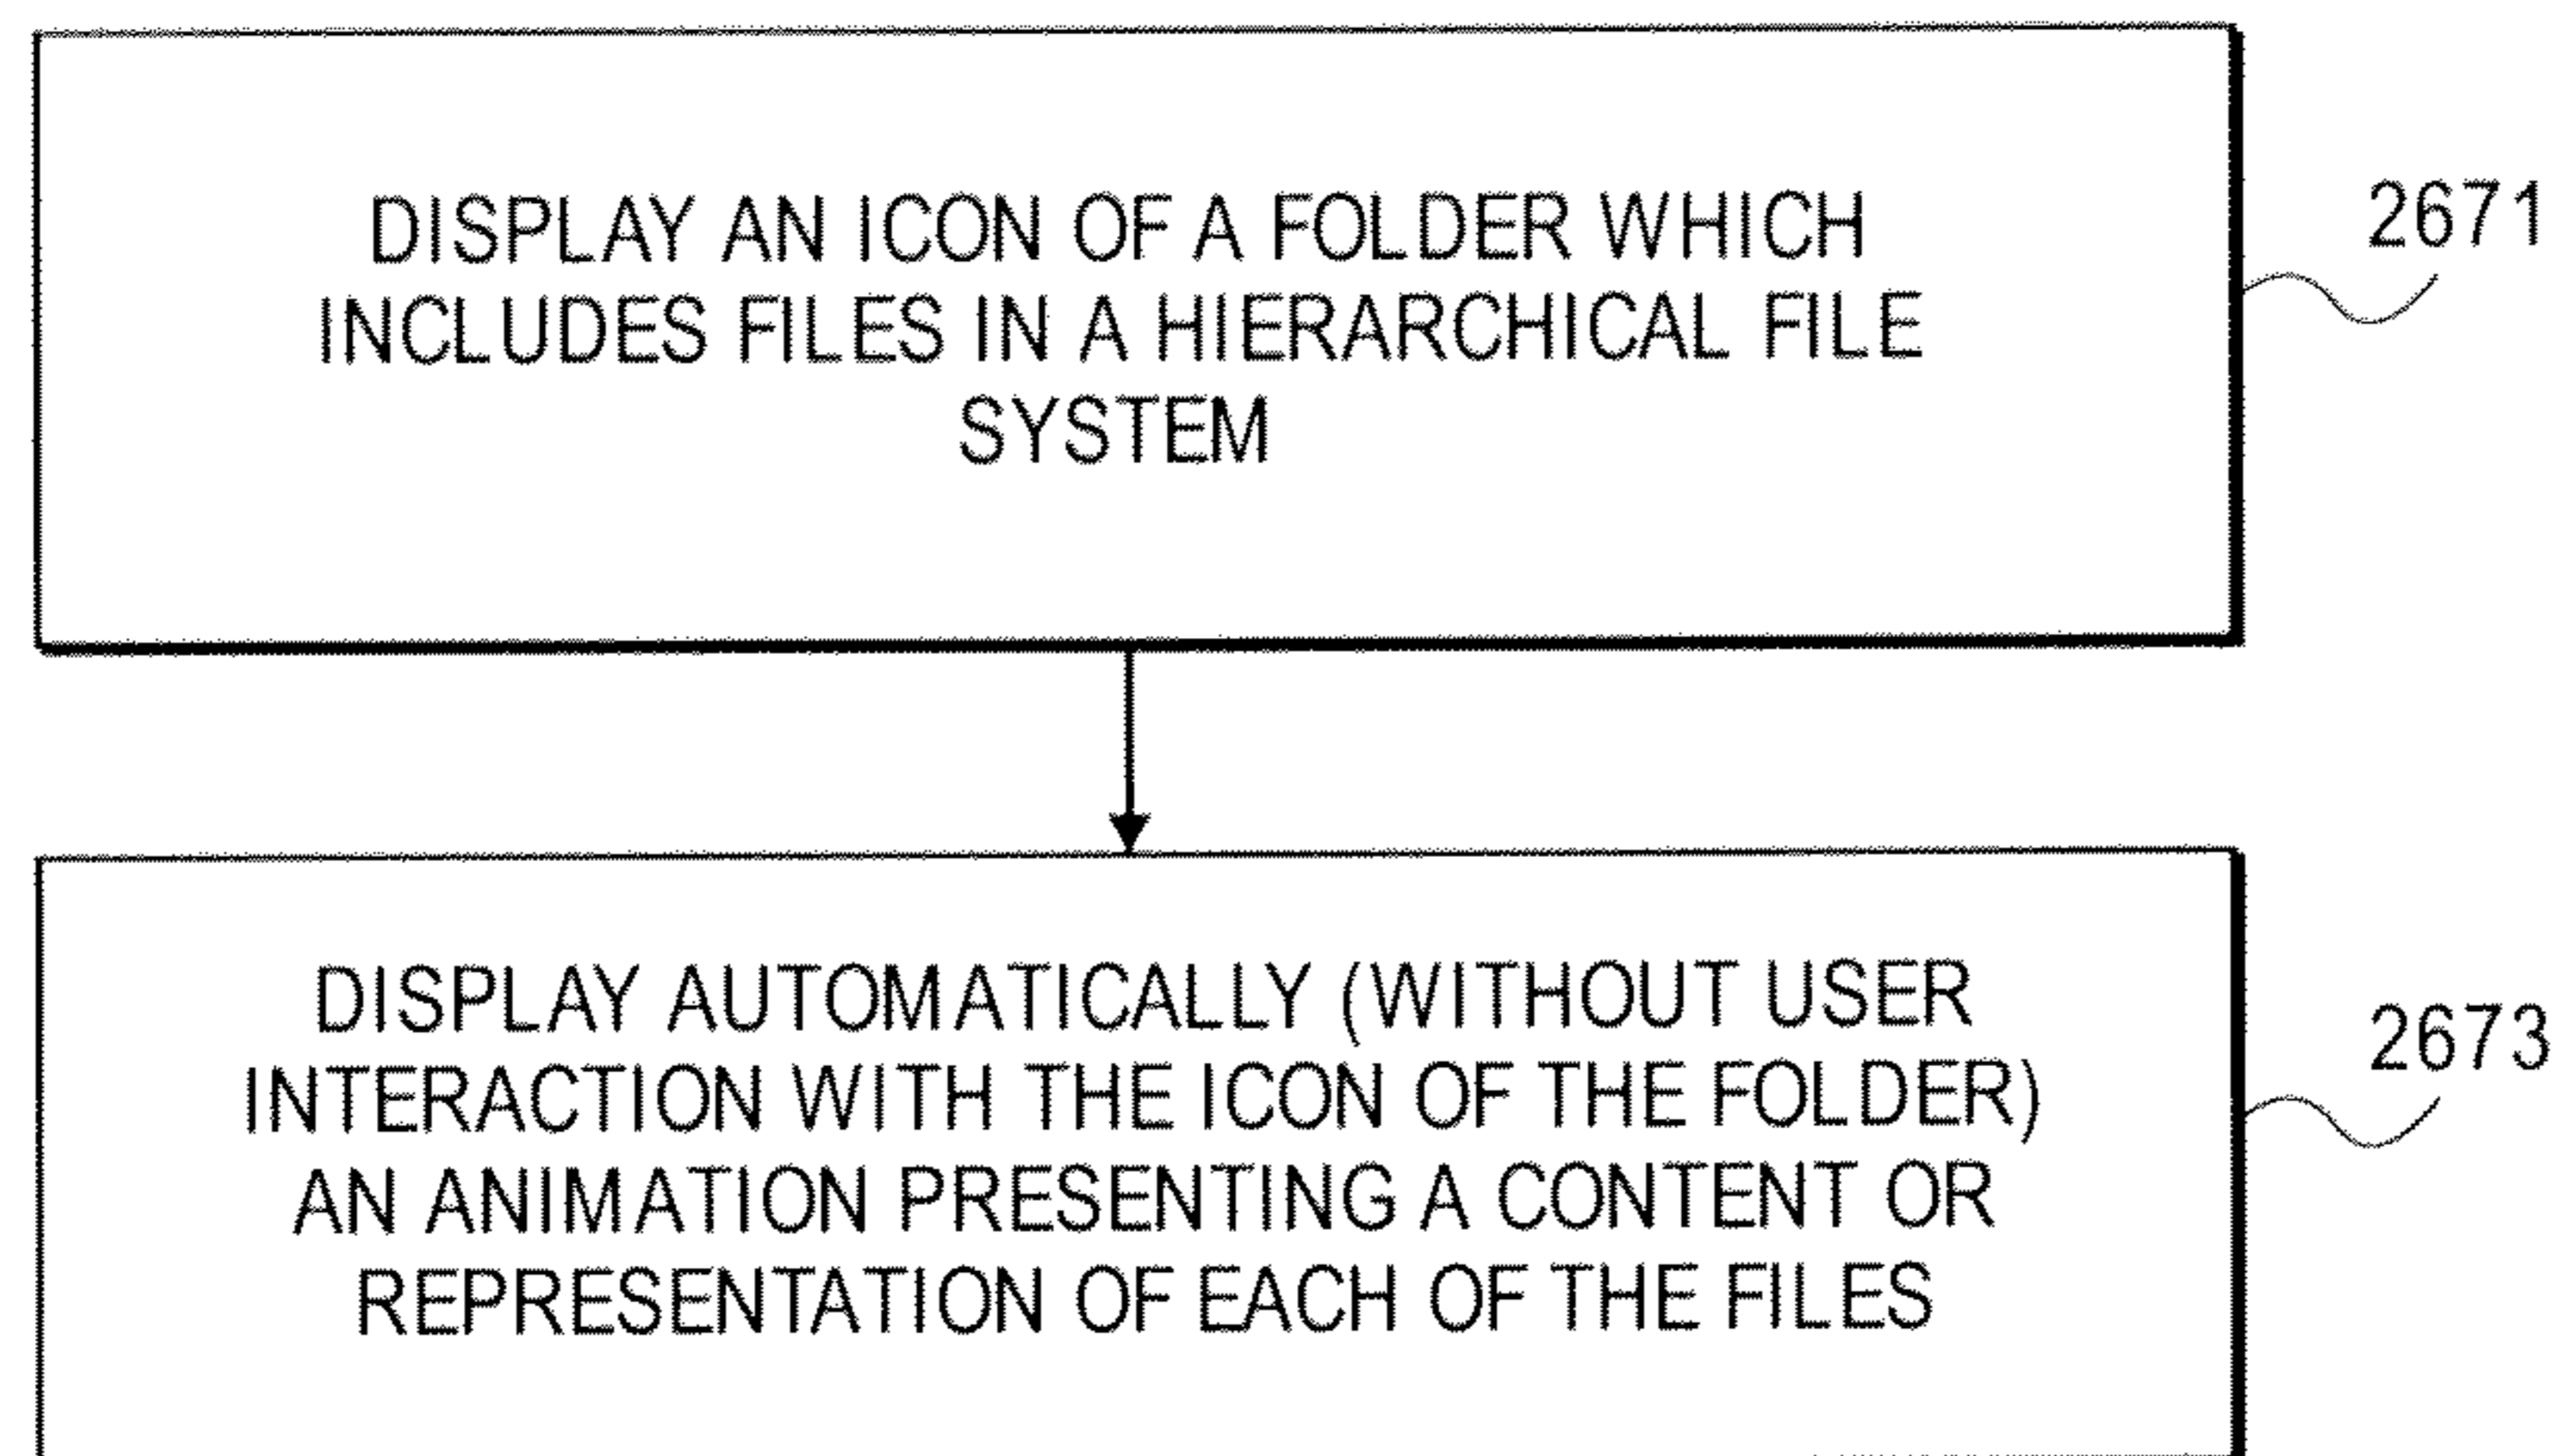 DISPLAY AN ICON OF A FOLDER WHICH
INCLUDES FILES IN A HIERARCHICAL FILE
SYSTEM
2671
DISPLAY AUTOMATICALLY (WITHOUT USER
INTERACTION WITH THE ICON OF THE FOLDER)
AN ANIMATION PRESENTING A CONTENT OR
REPRESENTATION OF EACH OF THE FILES
2673